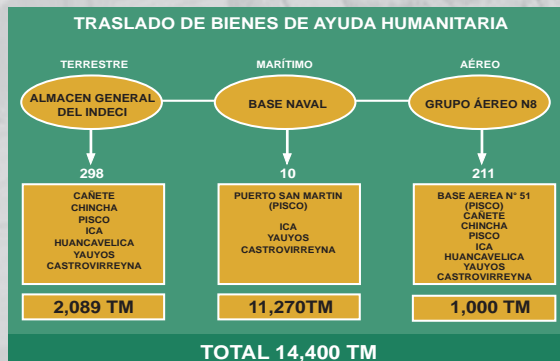 TRASLADO DE BIENES DE AYUDA HUMANITARIA
TERRESTRE
ALMACEN GENERAL
DEL INDECI
298
CAÑETE
CHINCHA
PISCO
ICA
HUANCAVELICA
YAUYOS
CASTROVIRREYNA
2,089 TM
MARÍTIMO
BASE NAVAL
10
PUERTO SAN MARTIN
(PISCO)
ICA
YAUYOS
CASTROVIRREYNA
11,270TM
AÉREO
GRUPO ÁEREO N8
211
BASE AEREA N° 51
(PISCO)
CAÑETE
CHINCHA
PISCO
ICA
HUANCAVELICA
YAUYOS
CASTROVIRREYNA
1,000 TM
TOTAL 14,400 TM